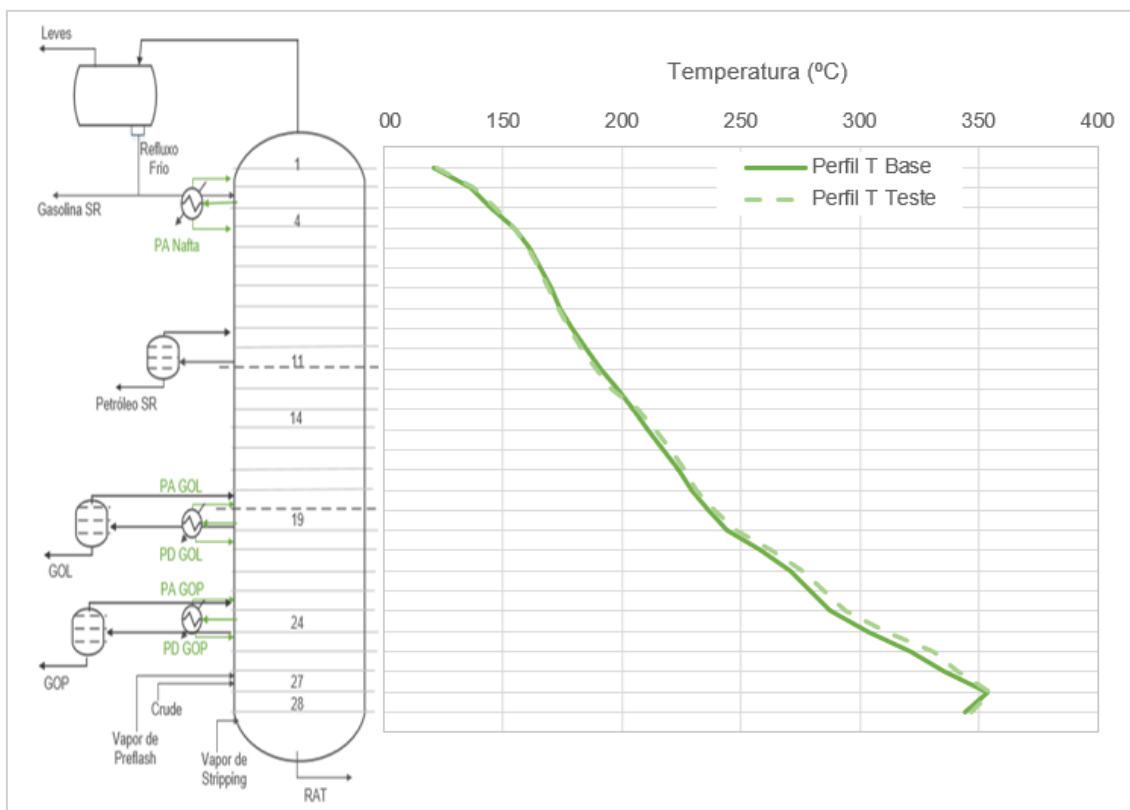 Leves
Refluxo
Frio
Gasolina SR
PA Nafta
Petróleo SR
PA GOL
PD GOL
GOL
PA GOP
PD GOP
GOP
Crude
Vapor de
Preflash
Vapor de
Stripping
RAT
1
4
11
14
19
24
27
28
Temperatura (ºC)
00
150
200
250
300
350
400
Perfil T Base
Perfil T Teste